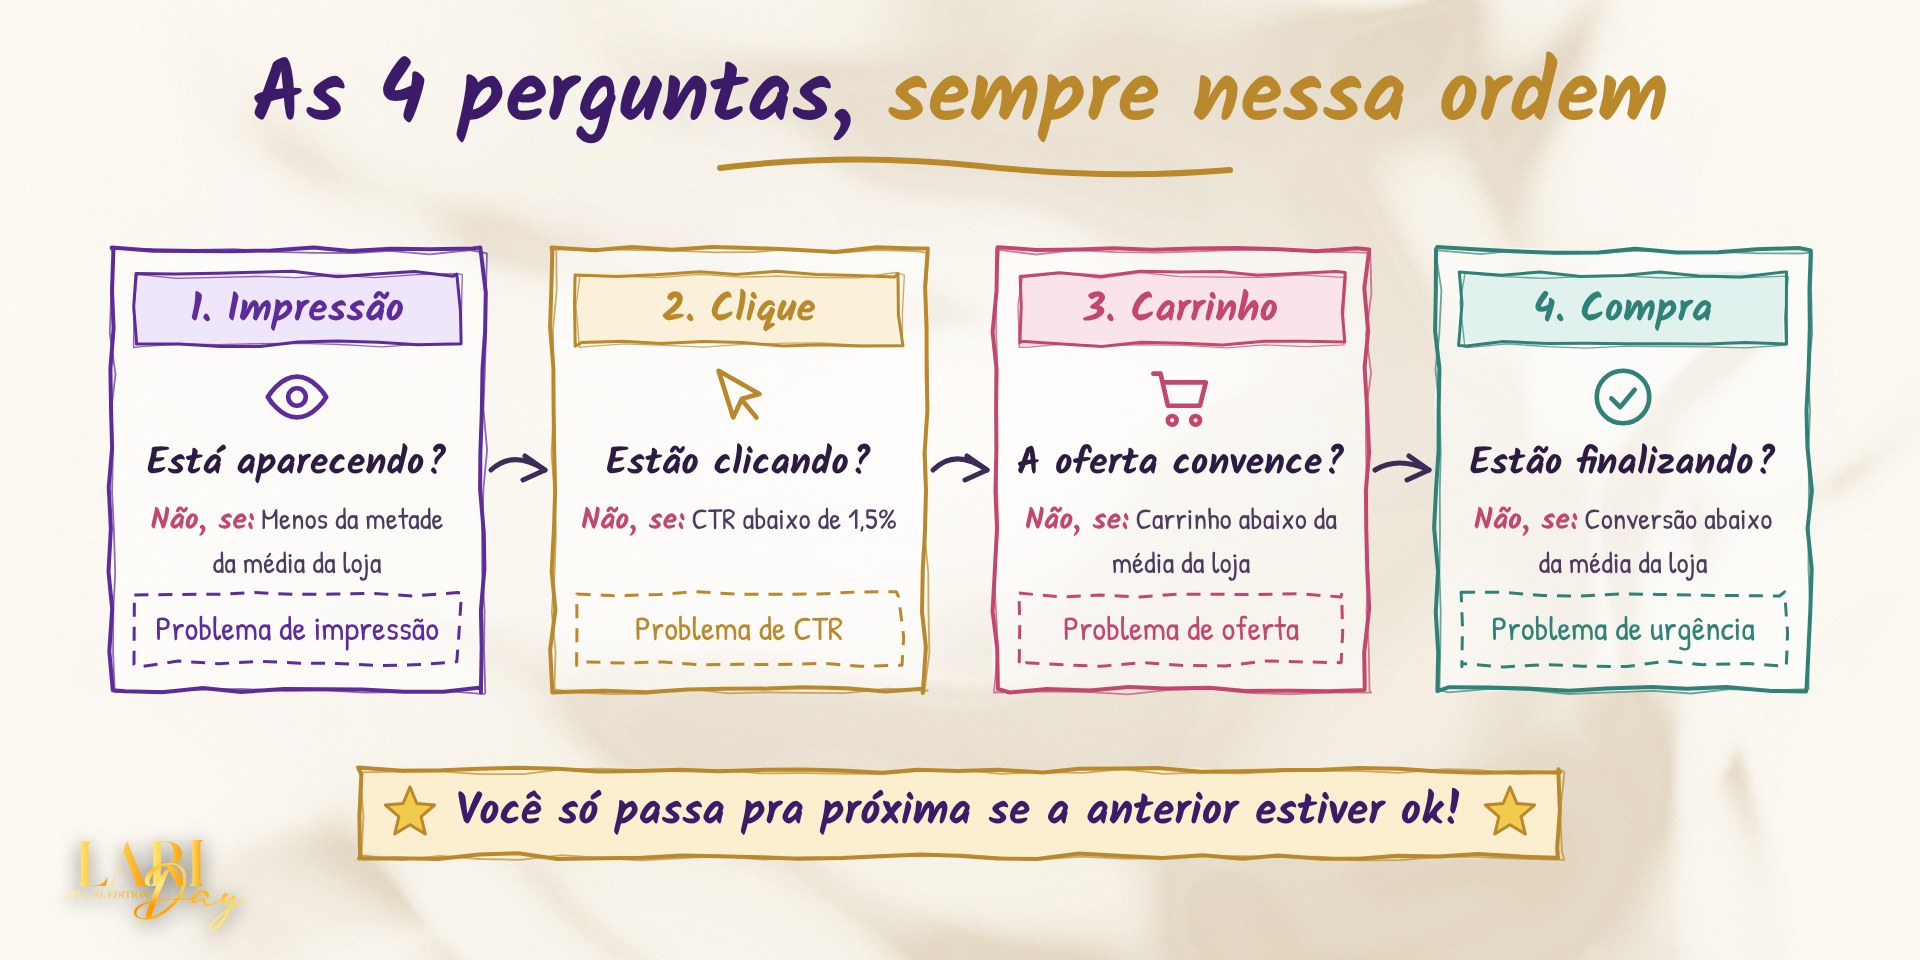 As 4 perguntas, sempre nessa ordem
1. Impressão
Está aparecendo?
Não, se: Menos da metade
da média da loja
Problema de impressão
2. Clique
Estão clicando?
Não, se: CTR abaixo de 1,5%
Problema de CTR
3. Carrinho
A oferta convence?
Não, se: Carrinho abaixo da
média da loja
Problema de oferta
4. Compra
Estão finalizando?
Não, se: Conversão abaixo
da média da loja
Problema de urgência
Você só passa pra próxima se a anterior estiver ok!
LABI
EDITION
Day